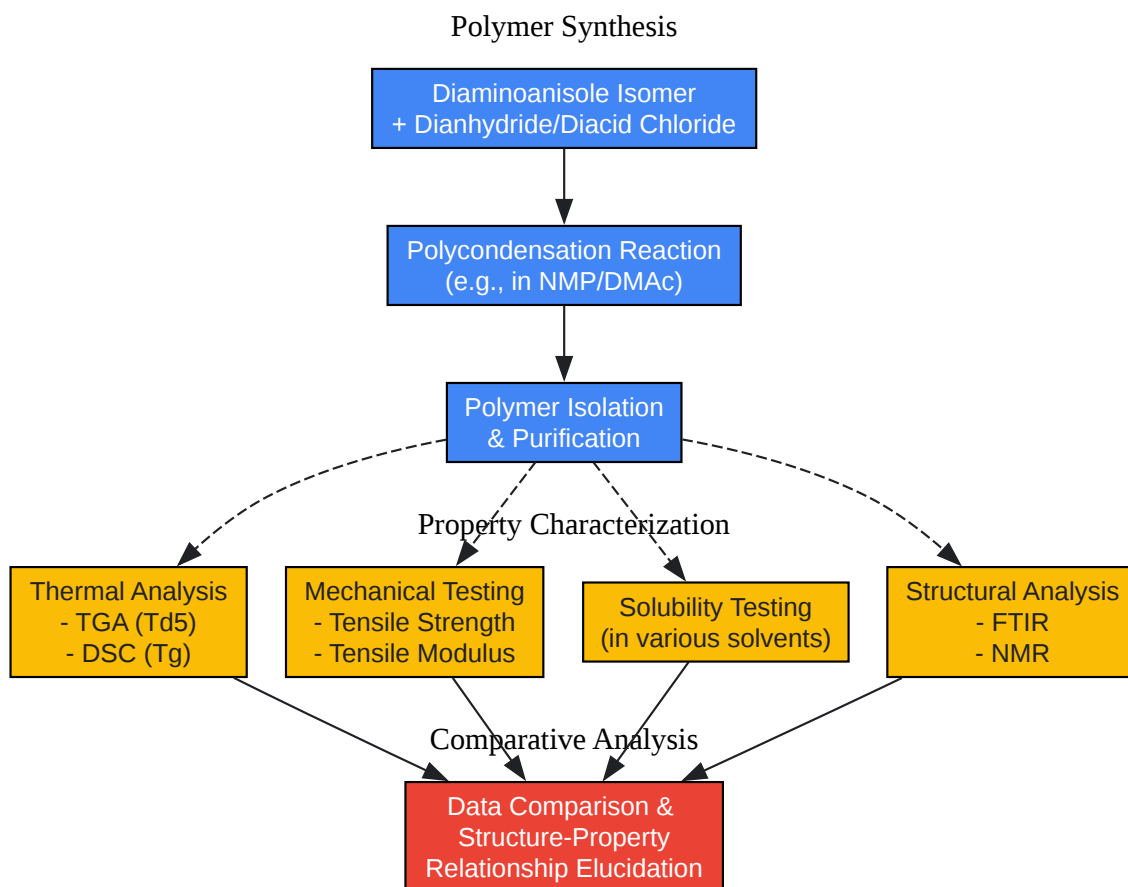 Polymer Synthesis
Diaminoanisole Isomer
+ Dianhydride/Diacid Chloride
Polycondensation Reaction
(e.g., in NMP/DMAc)
Polymer Isolation
& Purification
Property Characterization
Thermal Analysis
- TGA (Td5)
- DSC (Tg)
Mechanical Testing
- Tensile Strength
- Tensile Modulus
Solubility Testing
(in various solvents)
Structural Analysis
- FTIR
- NMR
Comparative Analysis
Data Comparison &
Structure-Property
Relationship Elucidation